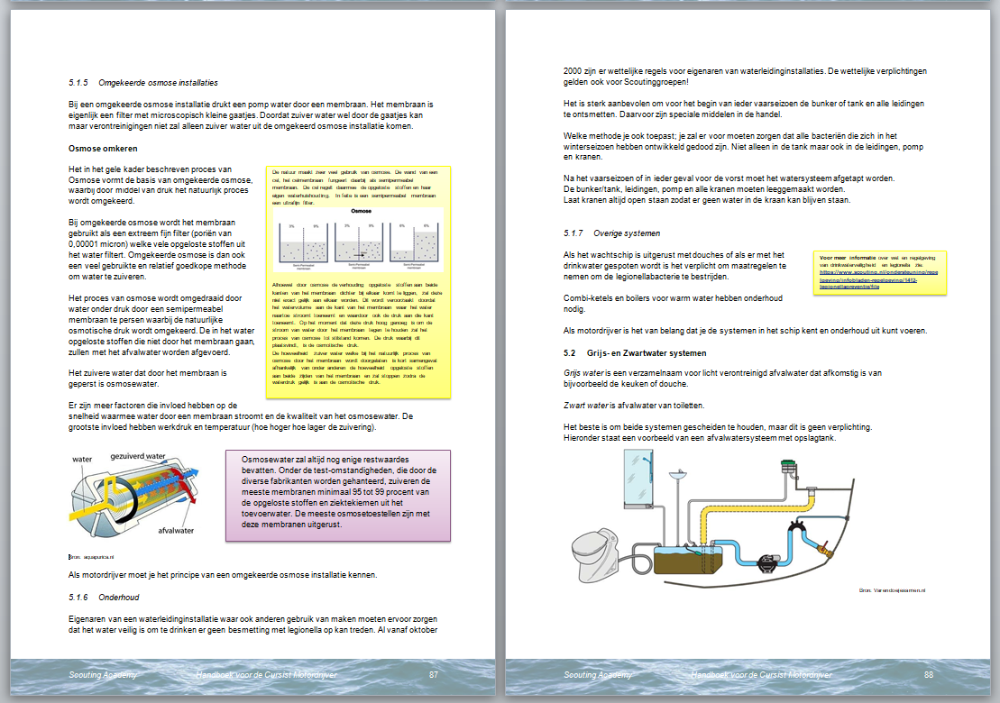 5.1.5 Omgekeerde osmose installaties
Bij een omgekeerde osmose installatie drukt een pomp water door een membraan. Het membraan is
eigenlijk een filter met microscopisch kleine gaatjes. Doordat zuiver water wel door de gaatjes kan
maar verontreinigingen niet zal alleen zuiver water uit de omgekeerd osmose installatie komen.
Osmose omkeren
Het in het gele kader beschreven proces van
Osmose vormt de basis van omgekeerde osmose,
waarbij door middel van druk het natuurlijk proces
wordt omgekeerd.
Bij omgekeerde osmose wordt het membraan
gebruikt als een extreem fijn filter (poriën van
0,00001 micron) welke vele opgeloste stoffen uit
het water filtert. Omgekeerde osmose is dan ook
een veel gebruikte en relatief goedkope methode
om water te zuiveren.
Het proces van osmose wordt omgedraaid door
water onder druk door een semipermeabel
membraan te persen waarbij de natuurlijke
osmotische druk wordt omgekeerd. De in het water
opgeloste stoffen die niet door het membraan gaan,
zullen met het afvalwater worden afgevoerd.
Het zuivere water dat door het membraan is
geperst is osmosewater.
Er zijn meer factoren die invloed hebben op de
snelheid waarmee water door een membraan stroomt en de kwaliteit van het osmosewater. De
grootste invloed hebben werkdruk en temperatuur (hoe hoger hoe lager de zuivering).
De natuur maakt zeer veel gebruik van osmose. De wand van een
cel, het celmembraan fungeert daarbij als semipermeabel
membraan. De cel regelt daarmee de opgeloste stoffen en haar
eigen waterhuishouding. In feite is een semipermeabel membraan
een ultrafijn filter.
Osmose
3% 9% 3% 9% 6% 6%
Semi-Permeabel membraan Semi-Permeabel membraan Semi-Permeabel membraan
Alhoewel door osmose de verhouding opgeloste stoffen aan beide
kanten van het membraan dichter bij elkaar komt te liggen, zal deze
niet exact gelijk aan elkaar worden. Dit wordt veroorzaakt doordat
het watervolume aan de kant van het membraan waar het water
naartoe stroomt toeneemt en waardoor ook de druk aan die kant
toeneemt. Op het moment dat deze druk hoog genoeg is om de
stroom van water door het membraan tegen te houden zal het
proces van osmose tot stilstand komen. De druk waarbij dit
plaatsvindt, is de osmotische druk.
De hoeveelheid zuiver water welke bij het natuurlijk proces van
osmose door het membraan wordt doorgelaten is kort samengevat
afhankelijk van onder anderen de hoeveelheid opgeloste stoffen
aan beide zijden van het membraan en zal stoppen zodra de
waterdruk gelijk is aan de osmotische druk.
water
gezuiverd water
afvalwater
Osmosewater zal altijd nog enige restwaardes
bevatten. Onder de test-omstandigheden, die door de
diverse fabrikanten worden gehanteerd, zuiveren de
meeste membranen minimaal 95 tot 99 procent van
de opgeloste stoffen en ziektekiemen uit het
toevoerwater. De meeste osmosetoestellen zijn met
deze membranen uitgerust.
Bron: aquapurica.nl
Als motordrijver moet je het principe van een omgekeerde osmose installatie kennen.
5.1.6 Onderhoud
Eigenaren van een waterleidinginstallatie waar ook anderen gebruik van maken moeten ervoor zorgen
dat het water veilig is om te drinken er geen besmetting met legionella op kan treden. Al vanaf oktober
Scouting Academy Handboek voor de Cursist Motordrijver 87
2000 zijn er wettelijke regels voor eigenaren van waterleidinginstallaties. De wettelijke verplichtingen
gelden ook voor Scoutinggroepen!
Het is sterk aanbevolen om voor het begin van ieder vaarseizoen de bunker of tank en alle leidingen
te ontsmetten. Daarvoor zijn speciale middelen in de handel.
Welke methode je ook toepast; je zal er voor moeten zorgen dat alle bacteriën die zich in het
winterseizoen hebben ontwikkeld gedood zijn. Niet alleen in de tank maar ook in de leidingen, pomp
en kranen.
Na het vaarseizoen of in ieder geval voor de vorst moet het watersysteem afgetapt worden.
De bunker/tank, leidingen, pomp en alle kranen moeten leeggemaakt worden.
Laat kranen altijd open staan zodat er geen water in de kraan kan blijven staan.
5.1.7 Overige systemen
Als het wachtschip is uitgerust met douches of als er met het
drinkwater gespoten wordt is het verplicht om maatregelen te
nemen om de legionellabacterie te bestrijden.
Combi-ketels en boilers voor warm water hebben onderhoud
nodig.
Voor meer informatie over wet en regelgeving
van drinkwaterveiligheid en legionella zie.
https://www.scouting.nl/ondersteuning/rege
lgeving/infobladen-regelgeving/1412-
legionellapreventie/file
Als motordrijver is het van belang dat je de systemen in het schip kent en onderhoud uit kunt voeren.
5.2 Grijs- en Zwartwater systemen
Grijs water is een verzamelnaam voor licht verontreinigd afvalwater dat afkomstig is van
bijvoorbeeld de keuken of douche.
Zwart water is afvalwater van toiletten.
Het beste is om beide systemen gescheiden te houden, maar dit is geen verplichting.
Hieronder staat een voorbeeld van een afvalwatersysteem met opslagtank.
Bron: Varendoejesamen.nl
Scouting Academy Handboek voor de Cursist Motordrijver 88